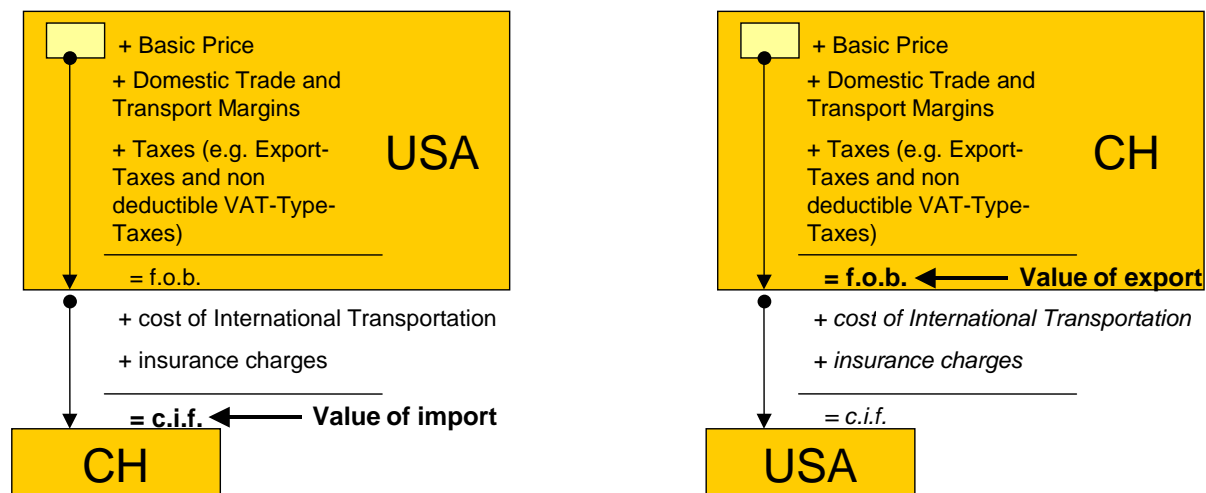 + Basic Price
+ Domestic Trade and
Transport Margins
+ Taxes (e.g. Export-
Taxes and non
deductible VAT-Type-
Taxes)
USA
= f.o.b.
+ cost of International Transportation
+ insurance charges
= c.i.f.
Value of import
CH
+ Basic Price
+ Domestic Trade and
Transport Margins
+ Taxes (e.g. Export-
Taxes and non
deductible VAT-Type-
Taxes)
CH
= f.o.b.
Value of export
+ cost of International Transportation
+ insurance charges
= c.i.f.
USA